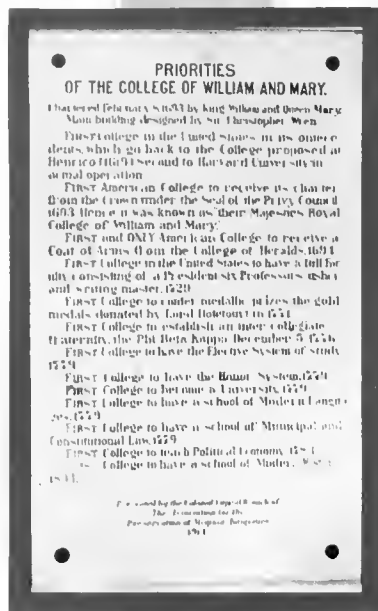 PRIORITIES
OF THE COLLEGE OF WILLIAM AND MARY.
Chartered February 8, 1693, by King William and Queen Mary.
Main building designed by Sir Christopher Wren
FIRST college in the United States in its antece
dents, which go back to the College proposed at
Henrico (1619) Second to Harvard University in
actual operation
FIRST American College to receive its charter
from the Crown under the Seal of the Privy Council
1693 Hence it was known as "their Majesties' Royal
College of William and Mary."
FIRST and ONLY American College to receive a
Coat of Arms from the College of Heralds, 1694
FIRST College in the United States to have a full Fac
ulty consisting of a President, six Professors, usher
and writing master, 1729
FIRST College to confer medallic prizes the gold
medals donated by Lord Botetourt in 1771
FIRST College to establish an inter collegiate
fraternity, the Phi Beta Kappa December 5 1776
FIRST College to have the Elective System of study
1779
FIRST College to have the Honor System, 1779
FIRST College to become a University, 1779
FIRST College to have a school of Modern Langua
ges, 1779
FIRST College to have a school of Municipal and
Constitutional Law, 1779
FIRST College to teach Political Economy 1784
College to have a school of Modern
Presented by the Colonial Capital Branch of
The Association for the
Preservation of Virginia Antiquities
1914